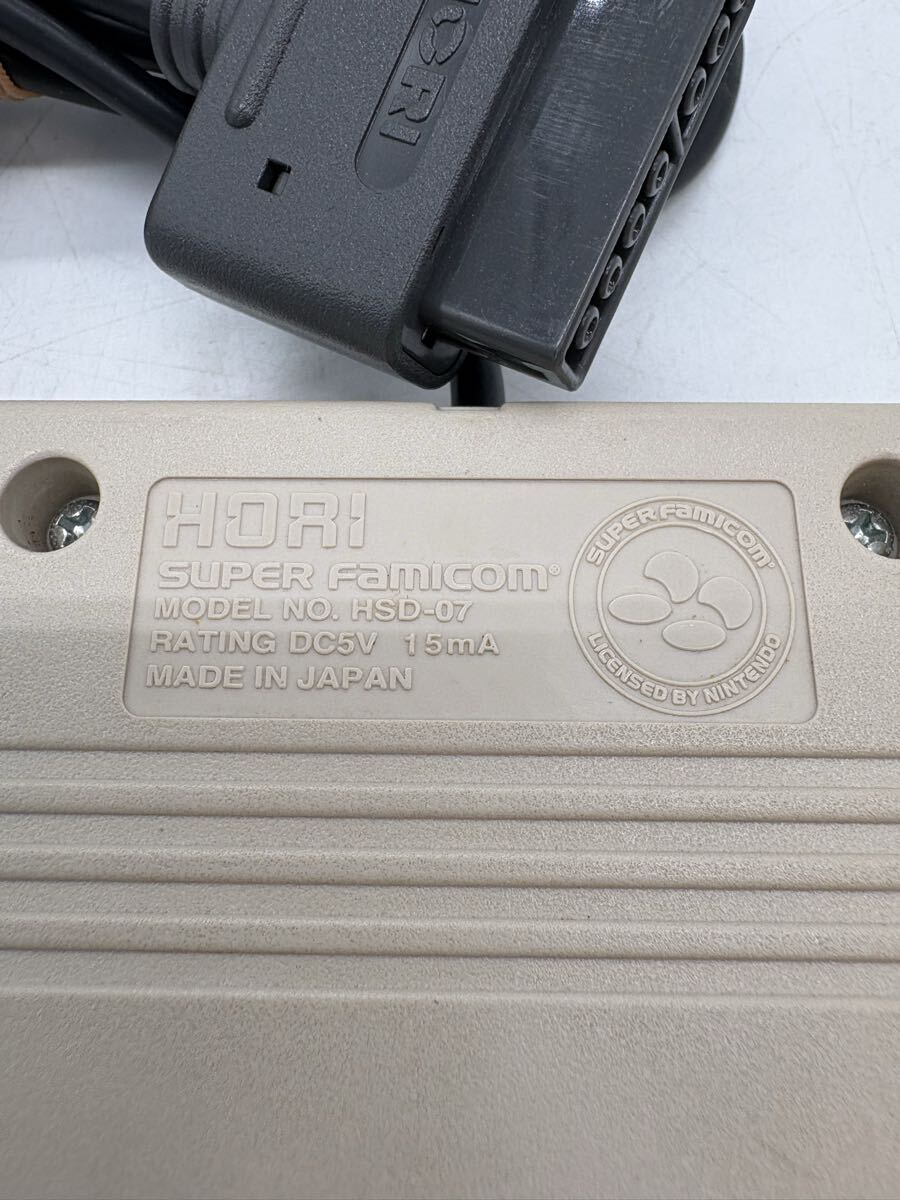 HORI
HORI
SUPER FAMICOM®
MODEL NO. HSD-07
RATING DC5V 15mA
MADE IN JAPAN
SUPER FAMICOM®
LICENSED BY NINTENDO